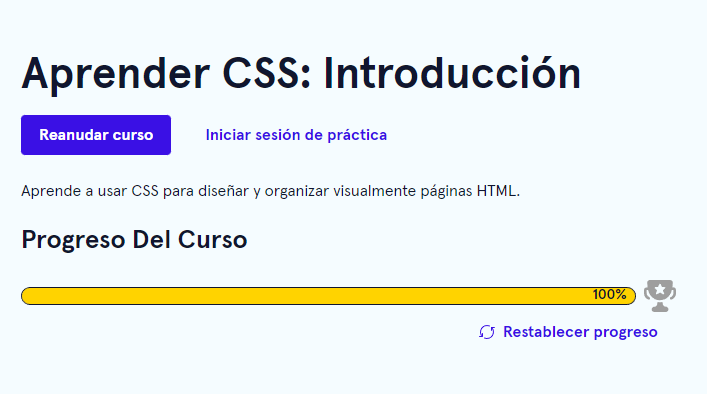 Aprender CSS: Introducción
Reanudar curso
Iniciar sesión de práctica
Aprende a usar CSS para diseñar y organizar visualmente páginas HTML.
Progreso Del Curso
100%
Restablecer progreso